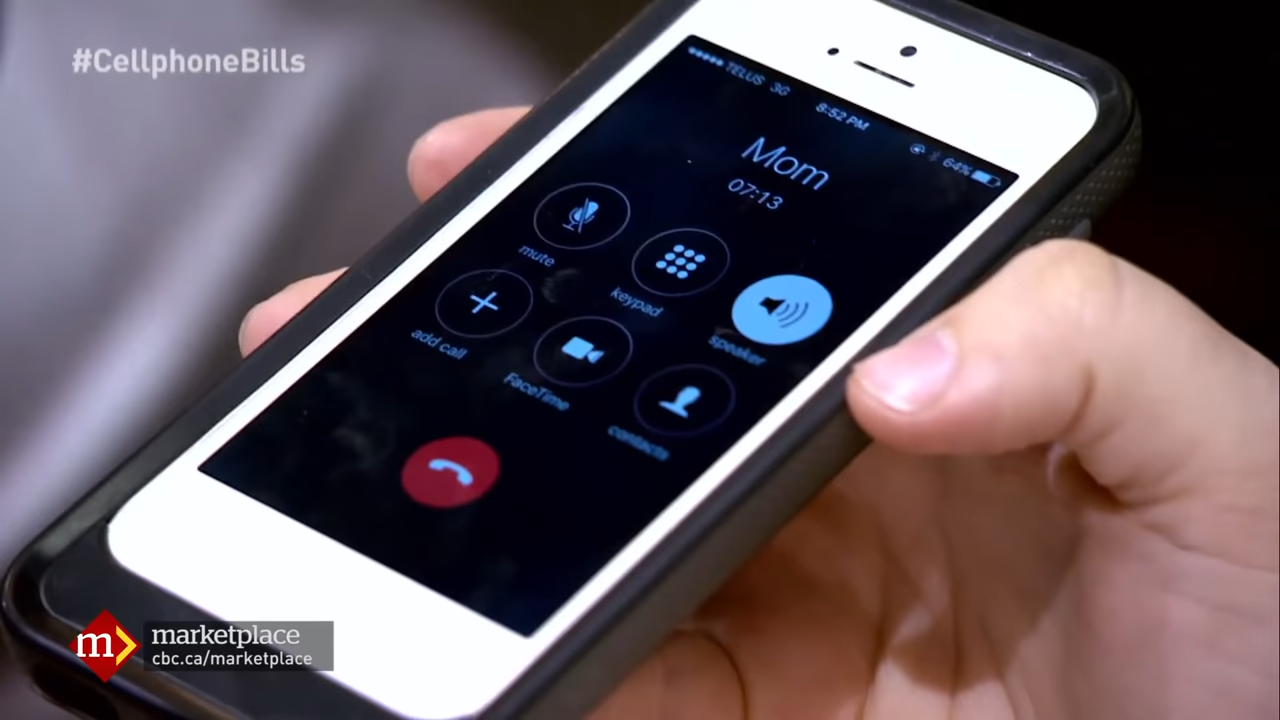 #CellphoneBills
TELUS 3G 8:52 PM 64%
Mom
07:13
mute keypad speaker
add call FaceTime contacts
m marketplace
cbc.ca/marketplace